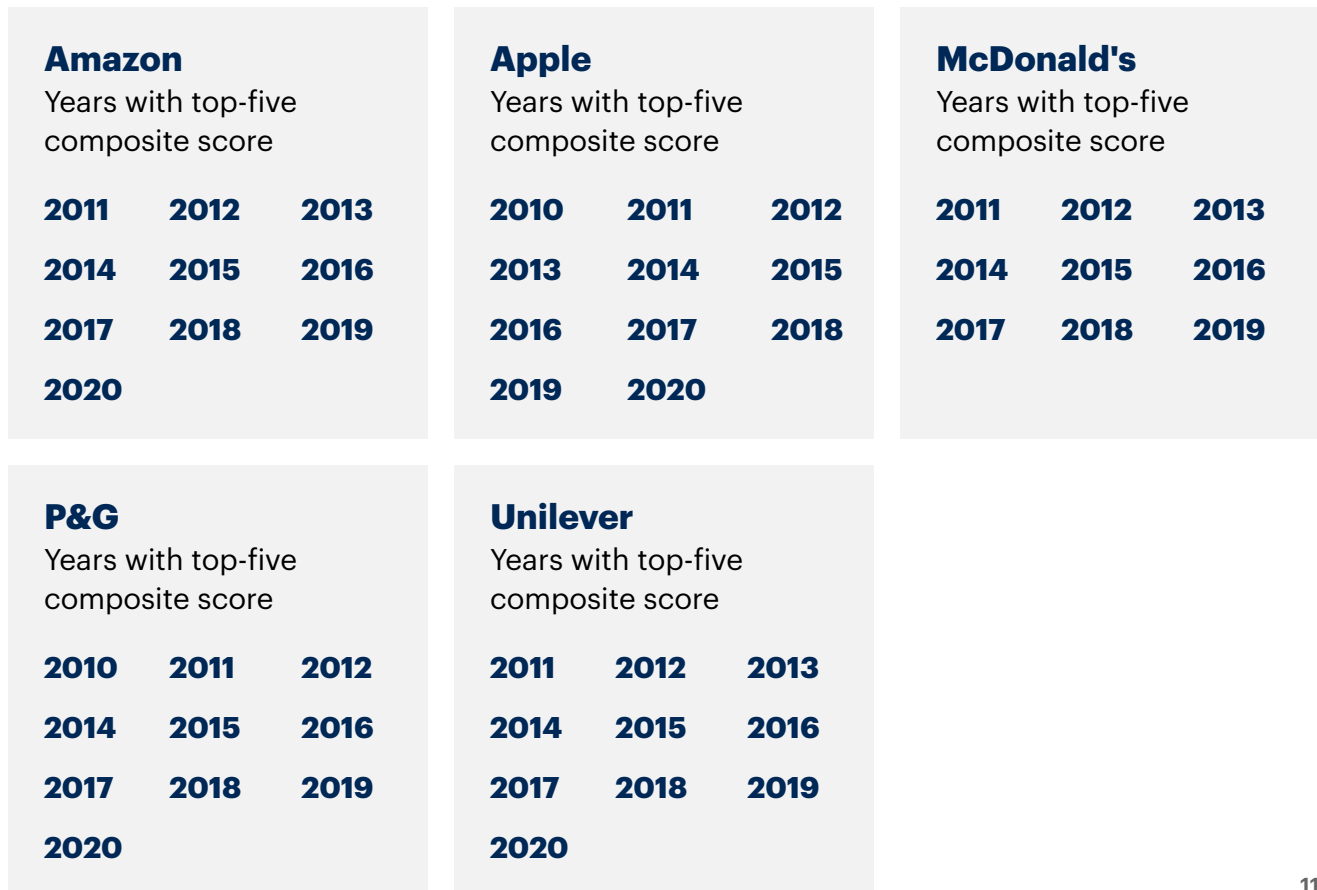 Amazon
Years with top-five
composite score
2011 2012 2013
2014 2015 2016
2017 2018 2019
2020
Apple
Years with top-five
composite score
2010 2011 2012
2013 2014 2015
2016 2017 2018
2019 2020
McDonald's
Years with top-five
composite score
2011 2012 2013
2014 2015 2016
2017 2018 2019
P&G
Years with top-five
composite score
2010 2011 2012
2014 2015 2016
2017 2018 2019
2020
Unilever
Years with top-five
composite score
2011 2012 2013
2014 2015 2016
2017 2018 2019
2020
11